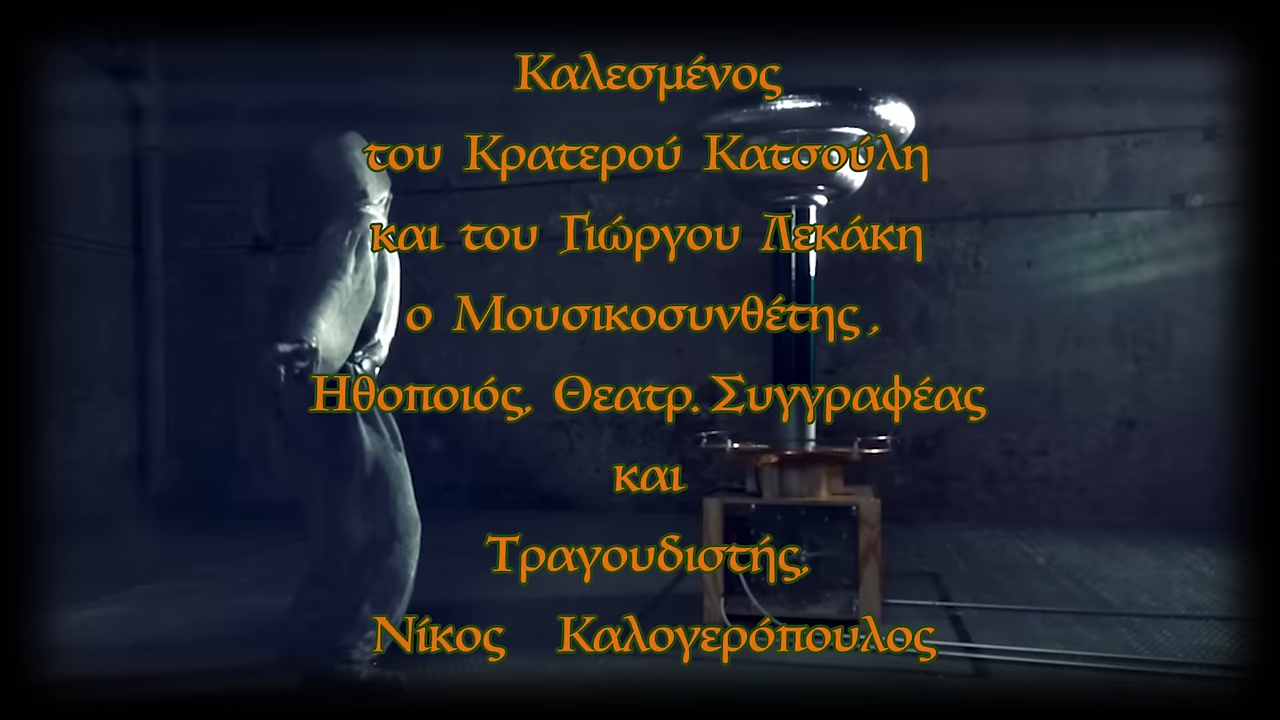 Καλεσμένος
του Κρατερού Κατσούλη
και του Γιώργου Λεκάκη
ο Μουσικοσυνθέτης ,
Ηθοποιός, Θεατρ. Συγγραφέας
και
Τραγουδιστής,
Νίκος Καλογερόπουλος